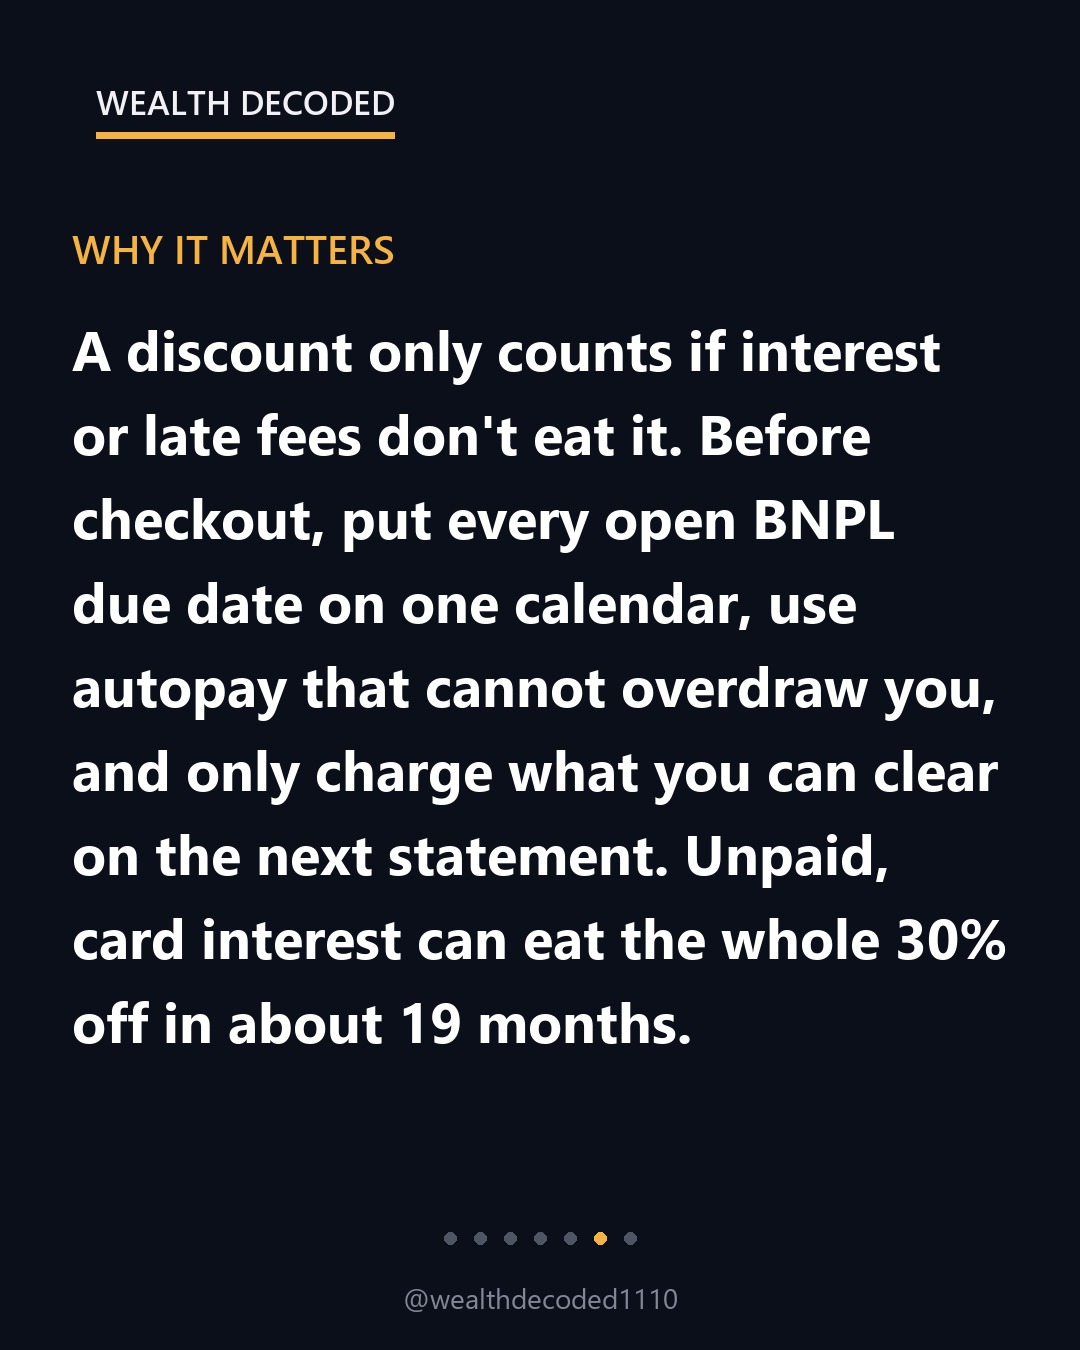 WEALTH DECODED
WHY IT MATTERS
A discount only counts if interest
or late fees don't eat it. Before
checkout, put every open BNPL
due date on one calendar, use
autopay that cannot overdraw you,
and only charge what you can clear
on the next statement. Unpaid,
card interest can eat the whole 30%
off in about 19 months.
@wealthdecoded1110